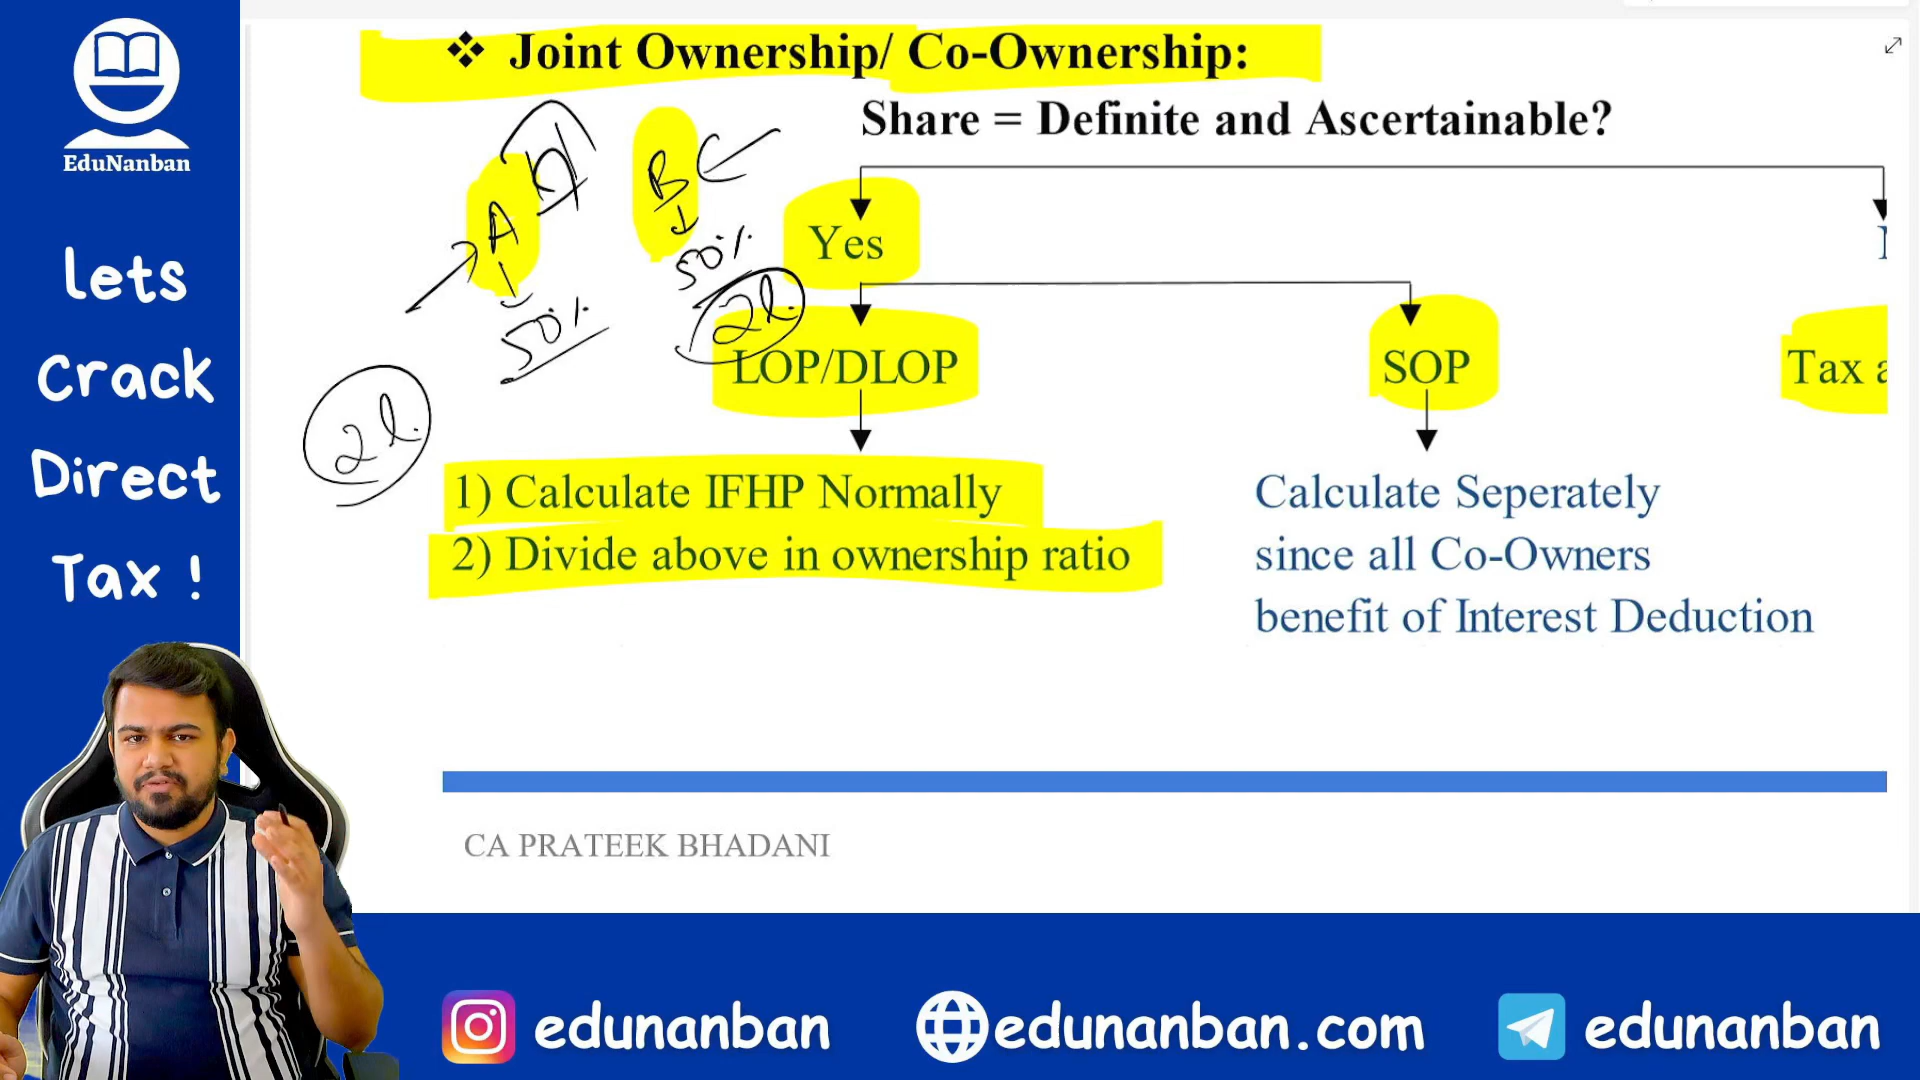 EduNanban
Lets
Crack
Direct
Tax !
❖ Joint Ownership/ Co-Ownership:
Share = Definite and Ascertainable?
A
B
50%
50%
2l.
2l.
Yes
LOP/DLOP
SOP
Tax a
1) Calculate IFHP Normally
2) Divide above in ownership ratio
Calculate Seperately
since all Co-Owners
benefit of Interest Deduction
CA PRATEEK BHADANI
edunanban
edunanban.com
edunanban